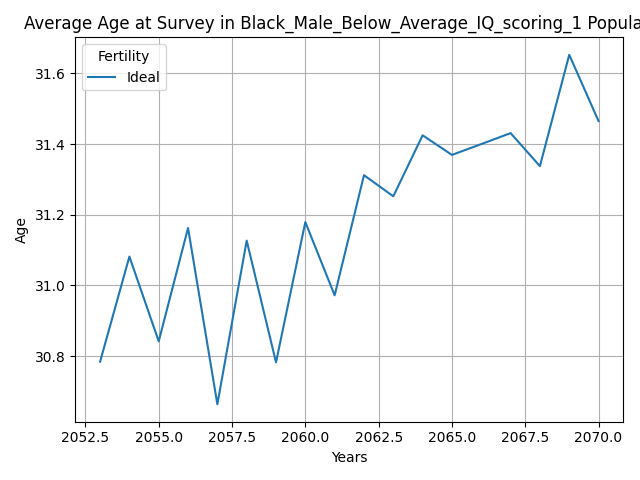 Average Age at Survey in Black_Male_Below_Average_IQ_scoring_1 Popula
Fertility
Ideal
31.6
31.4
31.2
31.0
30.8
Age
2052.5 2055.0 2057.5 2060.0 2062.5 2065.0 2067.5 2070.0
Years